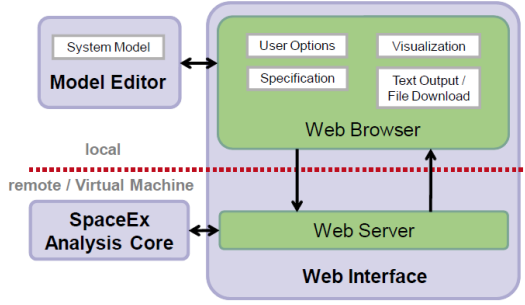 System Model
Model Editor
User Options
Visualization
Specification
Text Output /
File Download
Web Browser
local
remote / Virtual Machine
SpaceEx
Analysis Core
Web Server
Web Interface